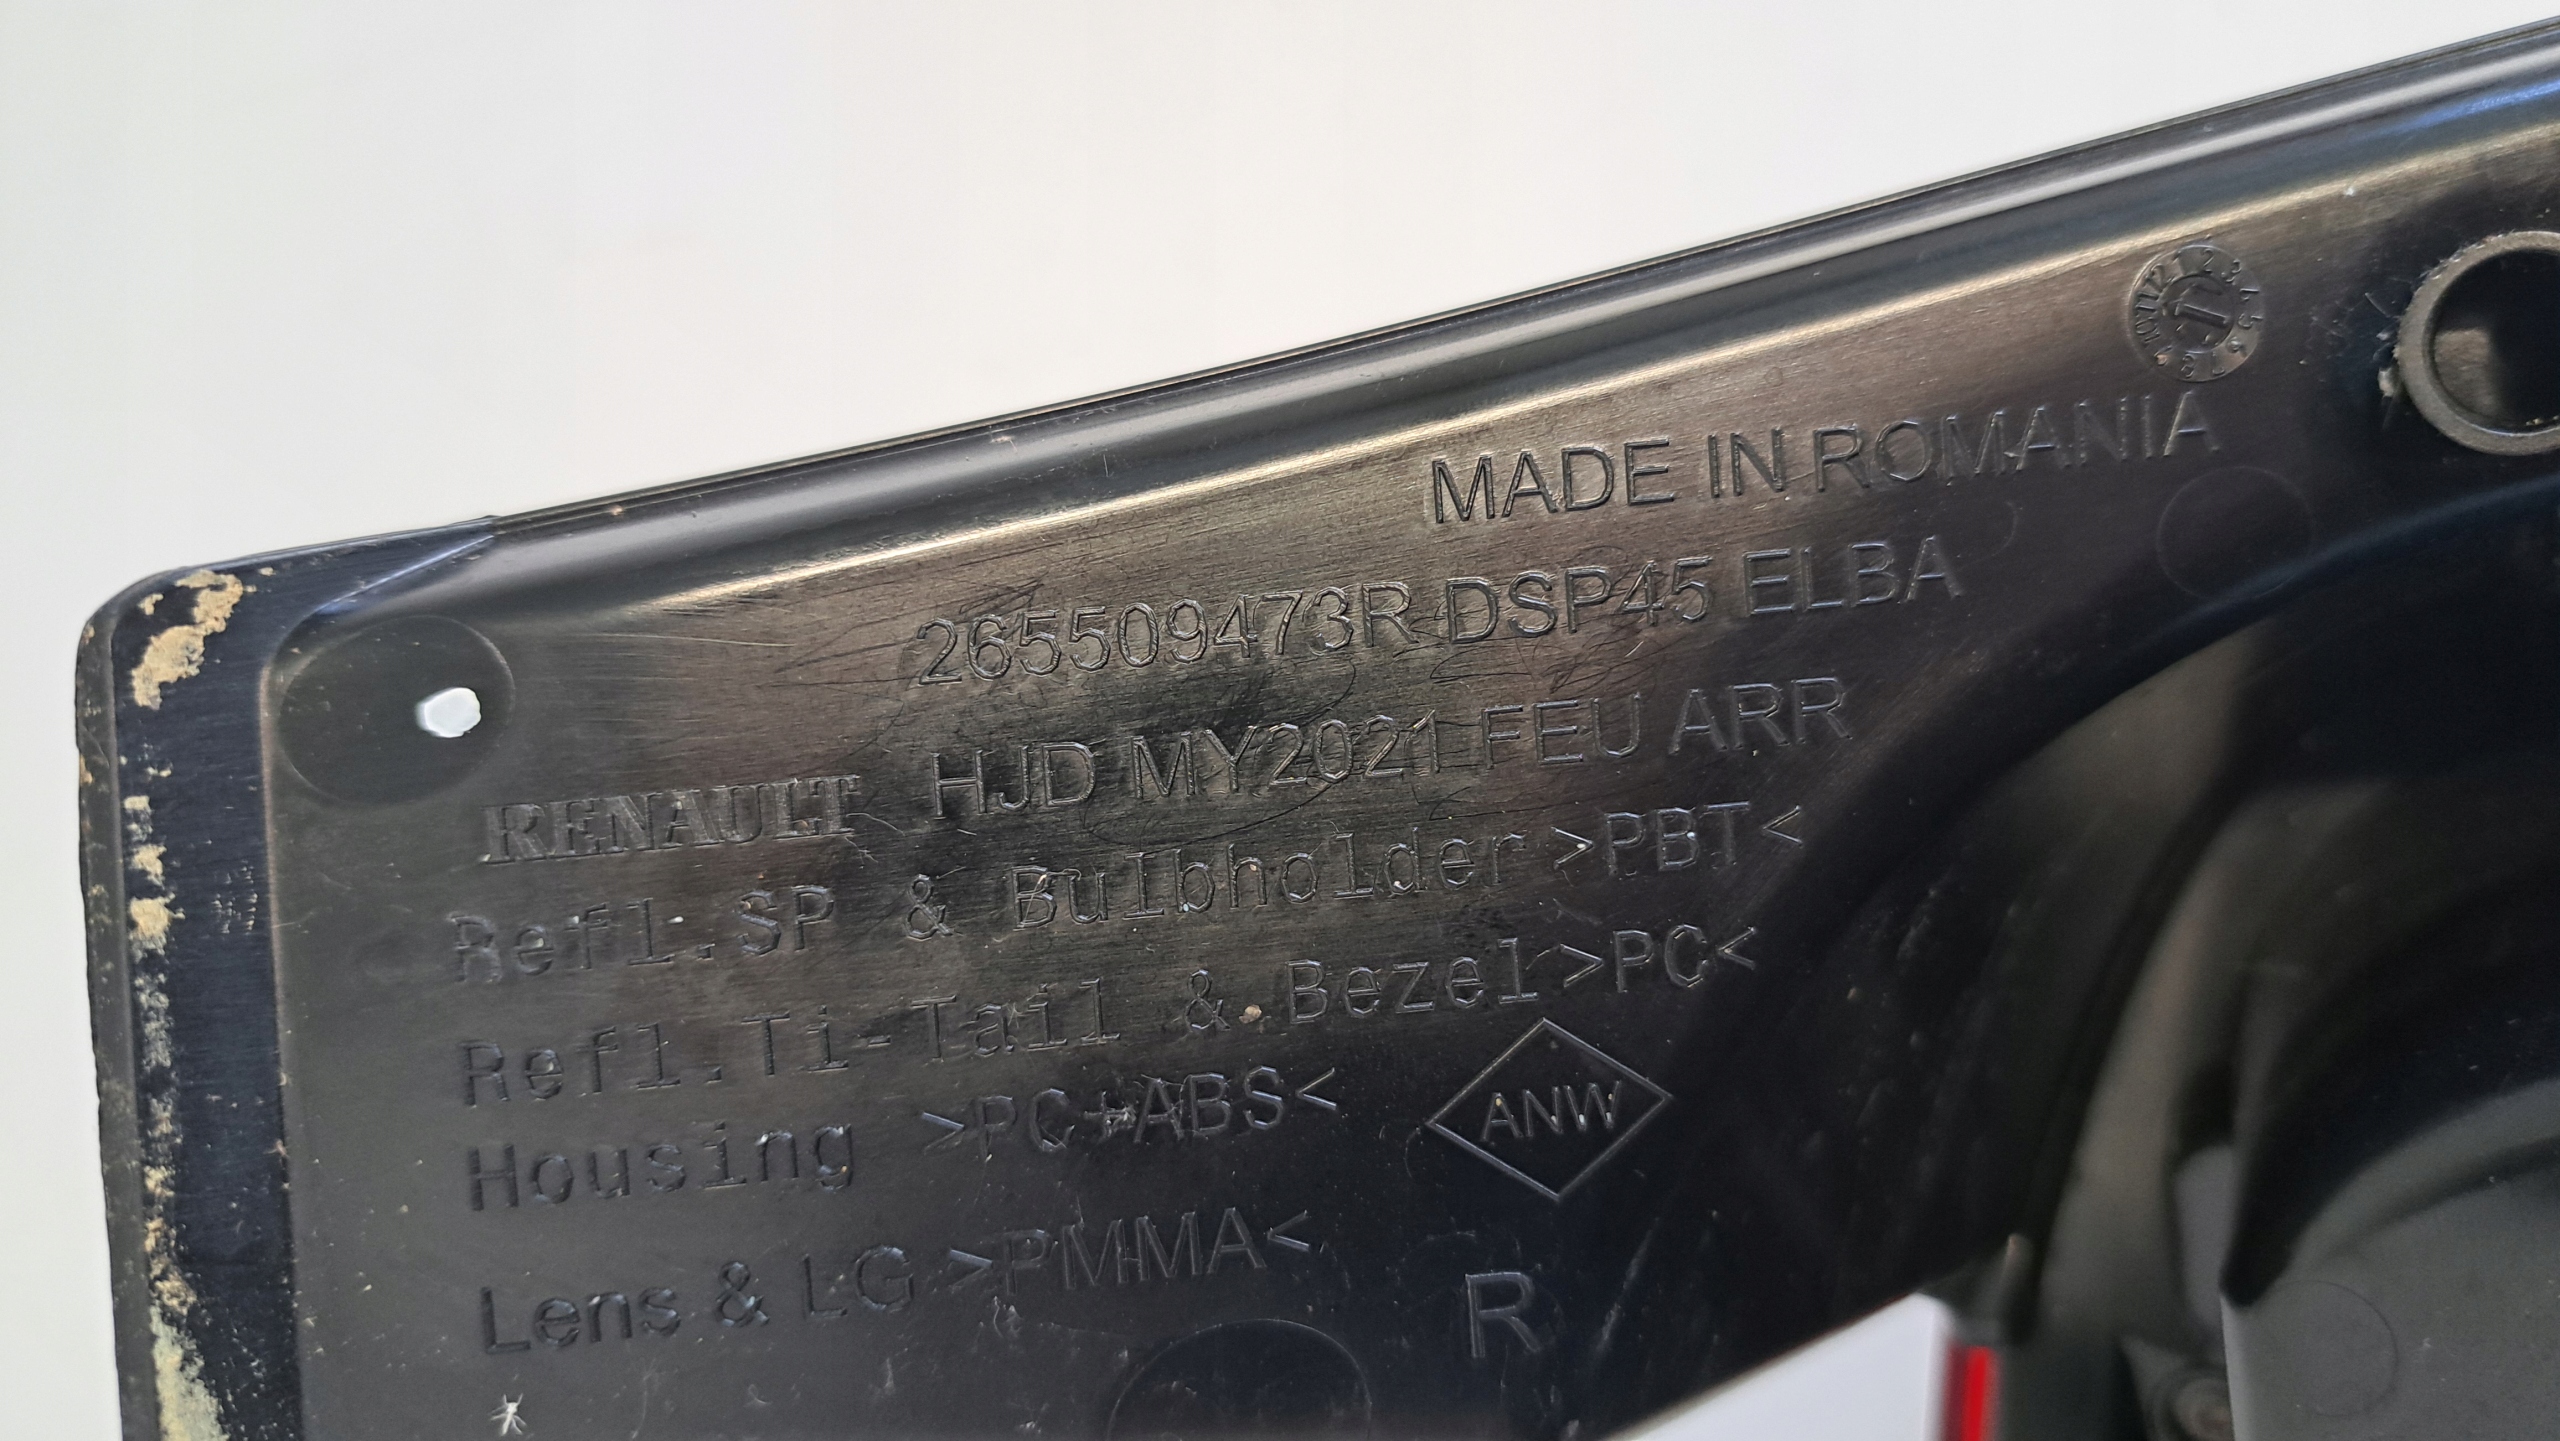 MADE IN ROMANIA
265509473R DSP45 ELBA
RENAULT HJD MY2021 FEU ARR
Refl.SP & Bulbholder >PBT<
Refl.Ti-Tail & Bezel >PC<
Housing >PC+ABS<
ANW
Lens & LG >PMMA<
R